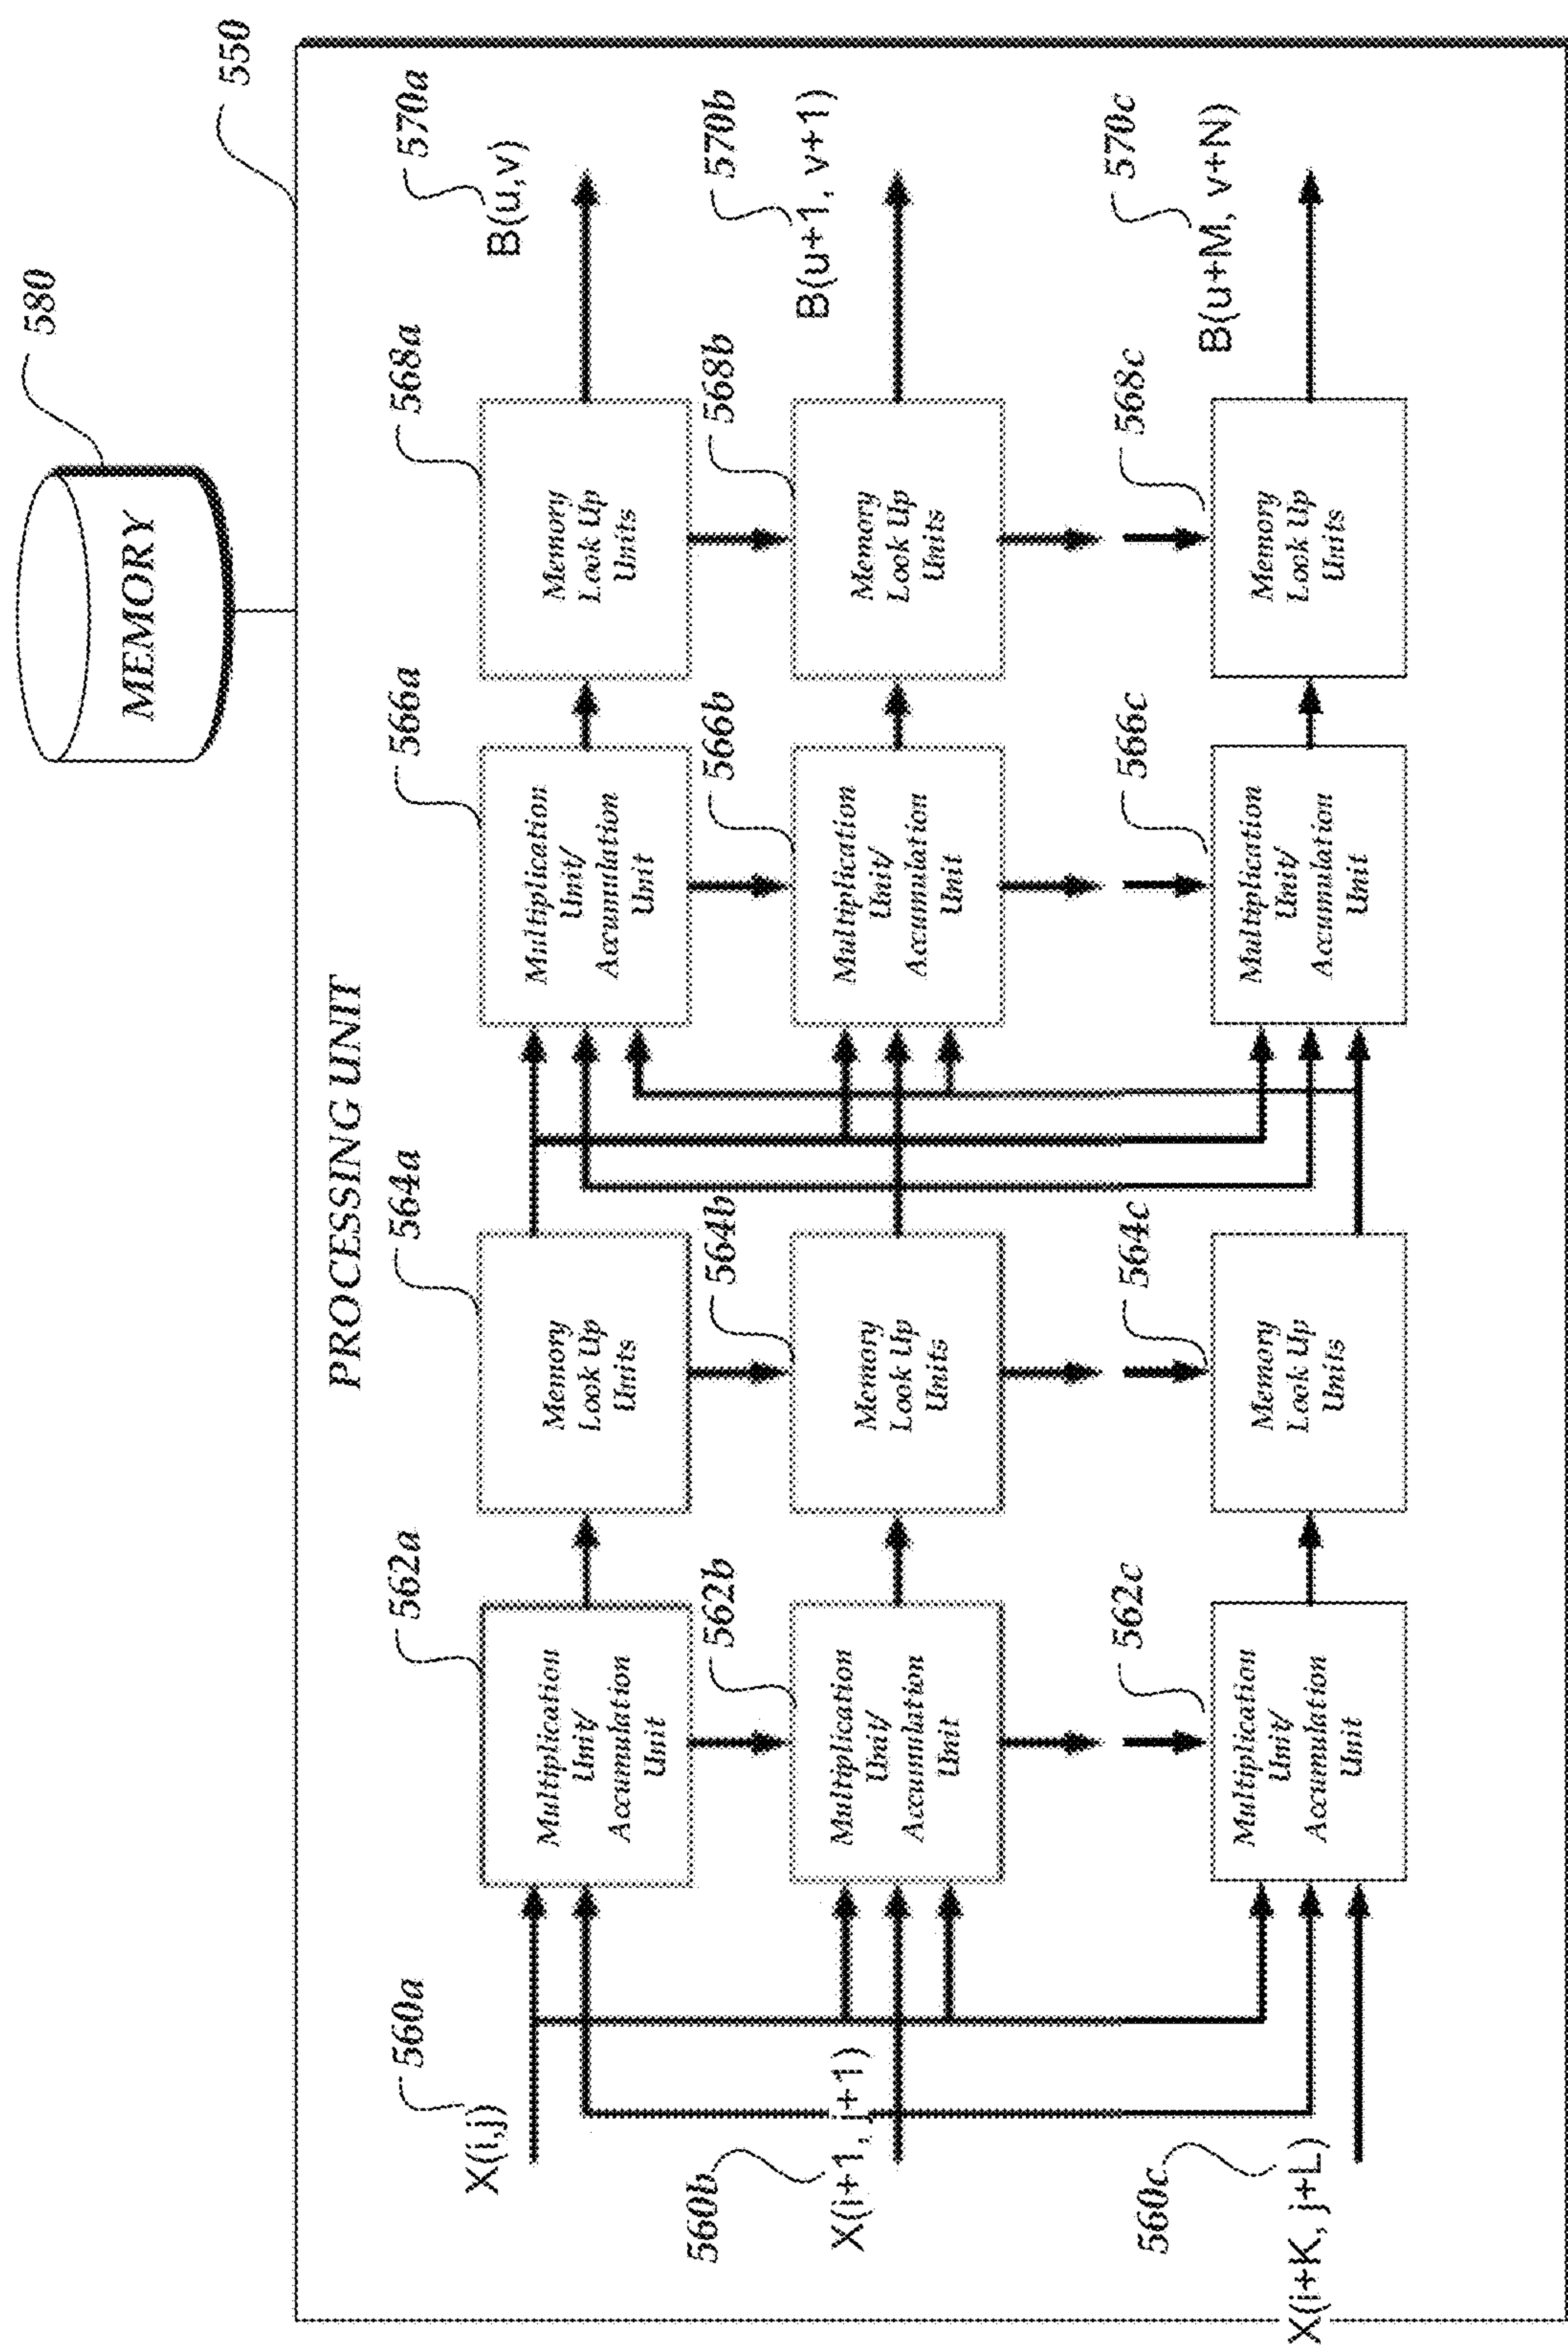 580
MEMORY
550
PROCESSING UNIT
560a
X(i,j)
562a
Multiplication
Unit/
Accumulation
Unit
564a
Memory
Look Up
Units
566a
Multiplication
Unit/
Accumulation
Unit
568a
Memory
Look Up
Units
570a
B(u,v)
560b
X(i+1, j+1)
562b
Multiplication
Unit/
Accumulation
Unit
564b
Memory
Look Up
Units
566b
Multiplication
Unit/
Accumulation
Unit
568b
Memory
Look Up
Units
570b
B(u+1, v+1)
560c
X(i+K, j+L)
562c
Multiplication
Unit/
Accumulation
Unit
564c
Memory
Look Up
Units
566c
Multiplication
Unit/
Accumulation
Unit
568c
Memory
Look Up
Units
570c
B(u+M, v+N)